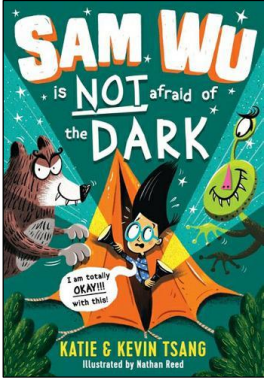 SAM WU
is NOT afraid of
the DARK
I am totally
OKAY!!!
with this!
KATIE & KEVIN TSANG
Illustrated by Nathan Reed